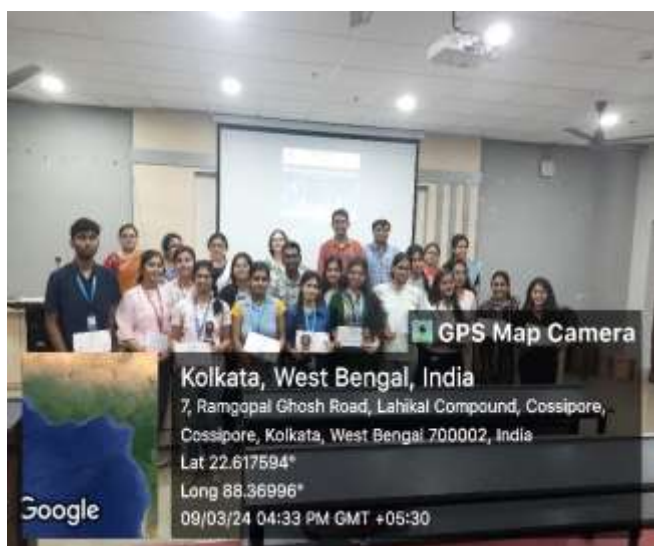 GPS Map Camera
Kolkata, West Bengal, India
7, Ramgopal Ghosh Road, Lahikal Compound, Cossipore,
Cossipore, Kolkata, West Bengal 700002, India
Lat 22.617594°
Long 88.36996°
09/03/24 04:33 PM GMT +05:30
Google